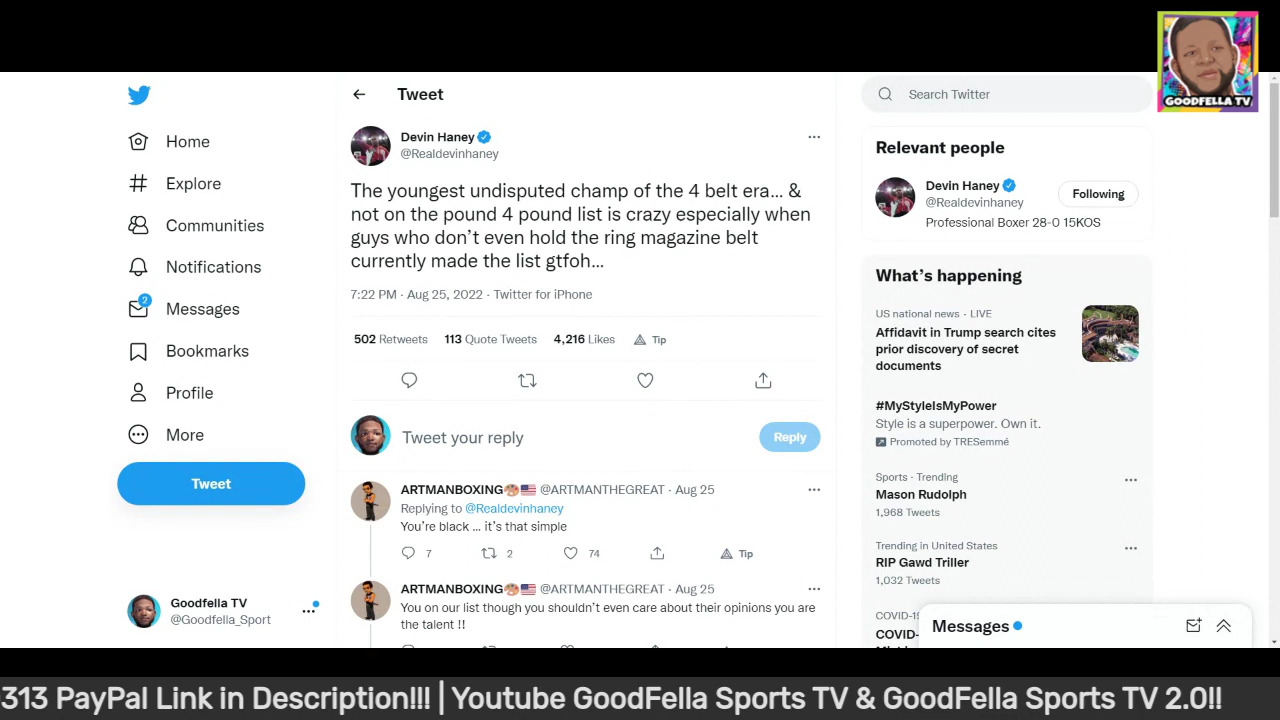 GOODFELLA TV
Tweet
Search Twitter
Home
Explore
Communities
Notifications
2
Messages
Bookmarks
Profile
More
Tweet
Goodfella TV
@Goodfella_Sport
Devin Haney
@Realdevinhaney
The youngest undisputed champ of the 4 belt era... &
not on the pound 4 pound list is crazy especially when
guys who don't even hold the ring magazine belt
currently made the list gtfoh...
7:22 PM · Aug 25, 2022 · Twitter for iPhone
502 Retweets 113 Quote Tweets 4,216 Likes Tip
Tweet your reply
Reply
ARTMANBOXING🎨🇺🇸 @ARTMANTHEGREAT · Aug 25
Replying to @Realdevinhaney
You're black ... it's that simple
7 2 74 Tip
ARTMANBOXING🎨🇺🇸 @ARTMANTHEGREAT · Aug 25
You on our list though you shouldn't even care about their opinions you are
the talent !!
Relevant people
Devin Haney
@Realdevinhaney
Following
Professional Boxer 28-0 15KOS
What's happening
US national news · LIVE
Affidavit in Trump search cites
prior discovery of secret
documents
#MyStyleIsMyPower
Style is a superpower. Own it.
Promoted by TRESemmé
Sports · Trending
Mason Rudolph
1,968 Tweets
Trending in United States
RIP Gawd Triller
1,032 Tweets
COVID-19
COVID-
Messages
313 PayPal Link in Description!!! | Youtube GoodFella Sports TV & GoodFella Sports TV 2.0!!